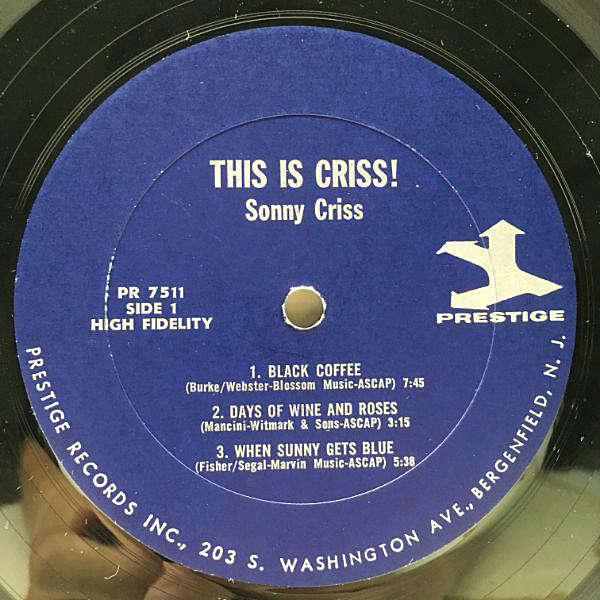 THIS IS CRISS!
Sonny Criss
PR 7511
SIDE 1
HIGH FIDELITY
PRESTIGE
1. BLACK COFFEE
(Burke/Webster-Blossom Music-ASCAP) 7:45
2. DAYS OF WINE AND ROSES
(Mancini-Witmark & Sons-ASCAP) 3:15
3. WHEN SUNNY GETS BLUE
(Fisher/Segal-Marvin Music-ASCAP) 5:38
PRESTIGE RECORDS INC., 203 S. WASHINGTON AVE., BERGENFIELD, N. J.